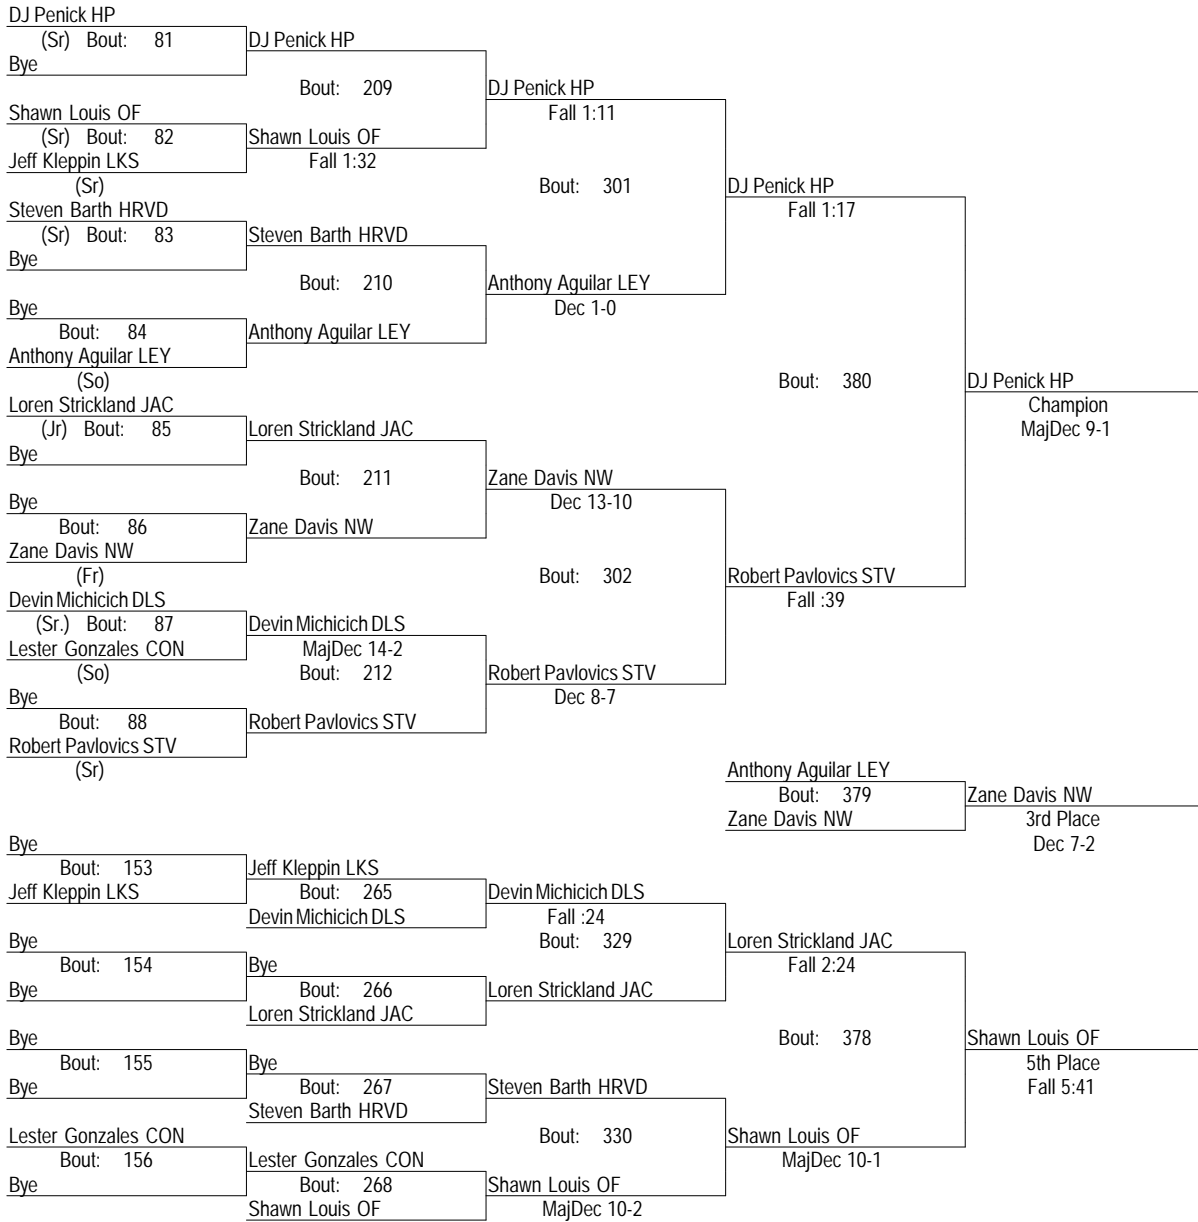 DJ Penick HP
(Sr) Bout: 81
DJ Penick HP
Bye
Bout: 209
DJ Penick HP
Fall 1:11
Shawn Louis OF
(Sr) Bout: 82
Shawn Louis OF
Jeff Kleppin LKS
Fall 1:32
(Sr)
Bout: 301
DJ Penick HP
Fall 1:17
Steven Barth HRVD
(Sr) Bout: 83
Steven Barth HRVD
Bye
Bout: 210
Anthony Aguilar LEY
Dec 1-0
Bye
Bout: 84
Anthony Aguilar LEY
Anthony Aguilar LEY
(So)
Bout: 380
DJ Penick HP
Champion
MajDec 9-1
Loren Strickland JAC
(Jr) Bout: 85
Loren Strickland JAC
Bye
Bout: 211
Zane Davis NW
Dec 13-10
Bye
Bout: 86
Zane Davis NW
Zane Davis NW
(Fr)
Bout: 302
Robert Pavlovics STV
Fall :39
Devin Michicich DLS
(Sr.) Bout: 87
Devin Michicich DLS
Lester Gonzales CON
MajDec 14-2
(So)
Bout: 212
Robert Pavlovics STV
Dec 8-7
Bye
Bout: 88
Robert Pavlovics STV
Robert Pavlovics STV
(Sr)
Anthony Aguilar LEY
Bout: 379
Zane Davis NW
Zane Davis NW
3rd Place
Dec 7-2
Bye
Bout: 153
Jeff Kleppin LKS
Jeff Kleppin LKS
Bout: 265
Devin Michicich DLS
Devin Michicich DLS
Fall :24
Bye
Bout: 329
Loren Strickland JAC
Bout: 154
Bye
Fall 2:24
Bye
Bout: 266
Loren Strickland JAC
Loren Strickland JAC
Bye
Bout: 378
Shawn Louis OF
Bout: 155
Bye
5th Place
Bye
Bout: 267
Steven Barth HRVD
Fall 5:41
Steven Barth HRVD
Lester Gonzales CON
Bout: 330
Shawn Louis OF
Bout: 156
Lester Gonzales CON
MajDec 10-1
Bye
Bout: 268
Shawn Louis OF
Shawn Louis OF
MajDec 10-2